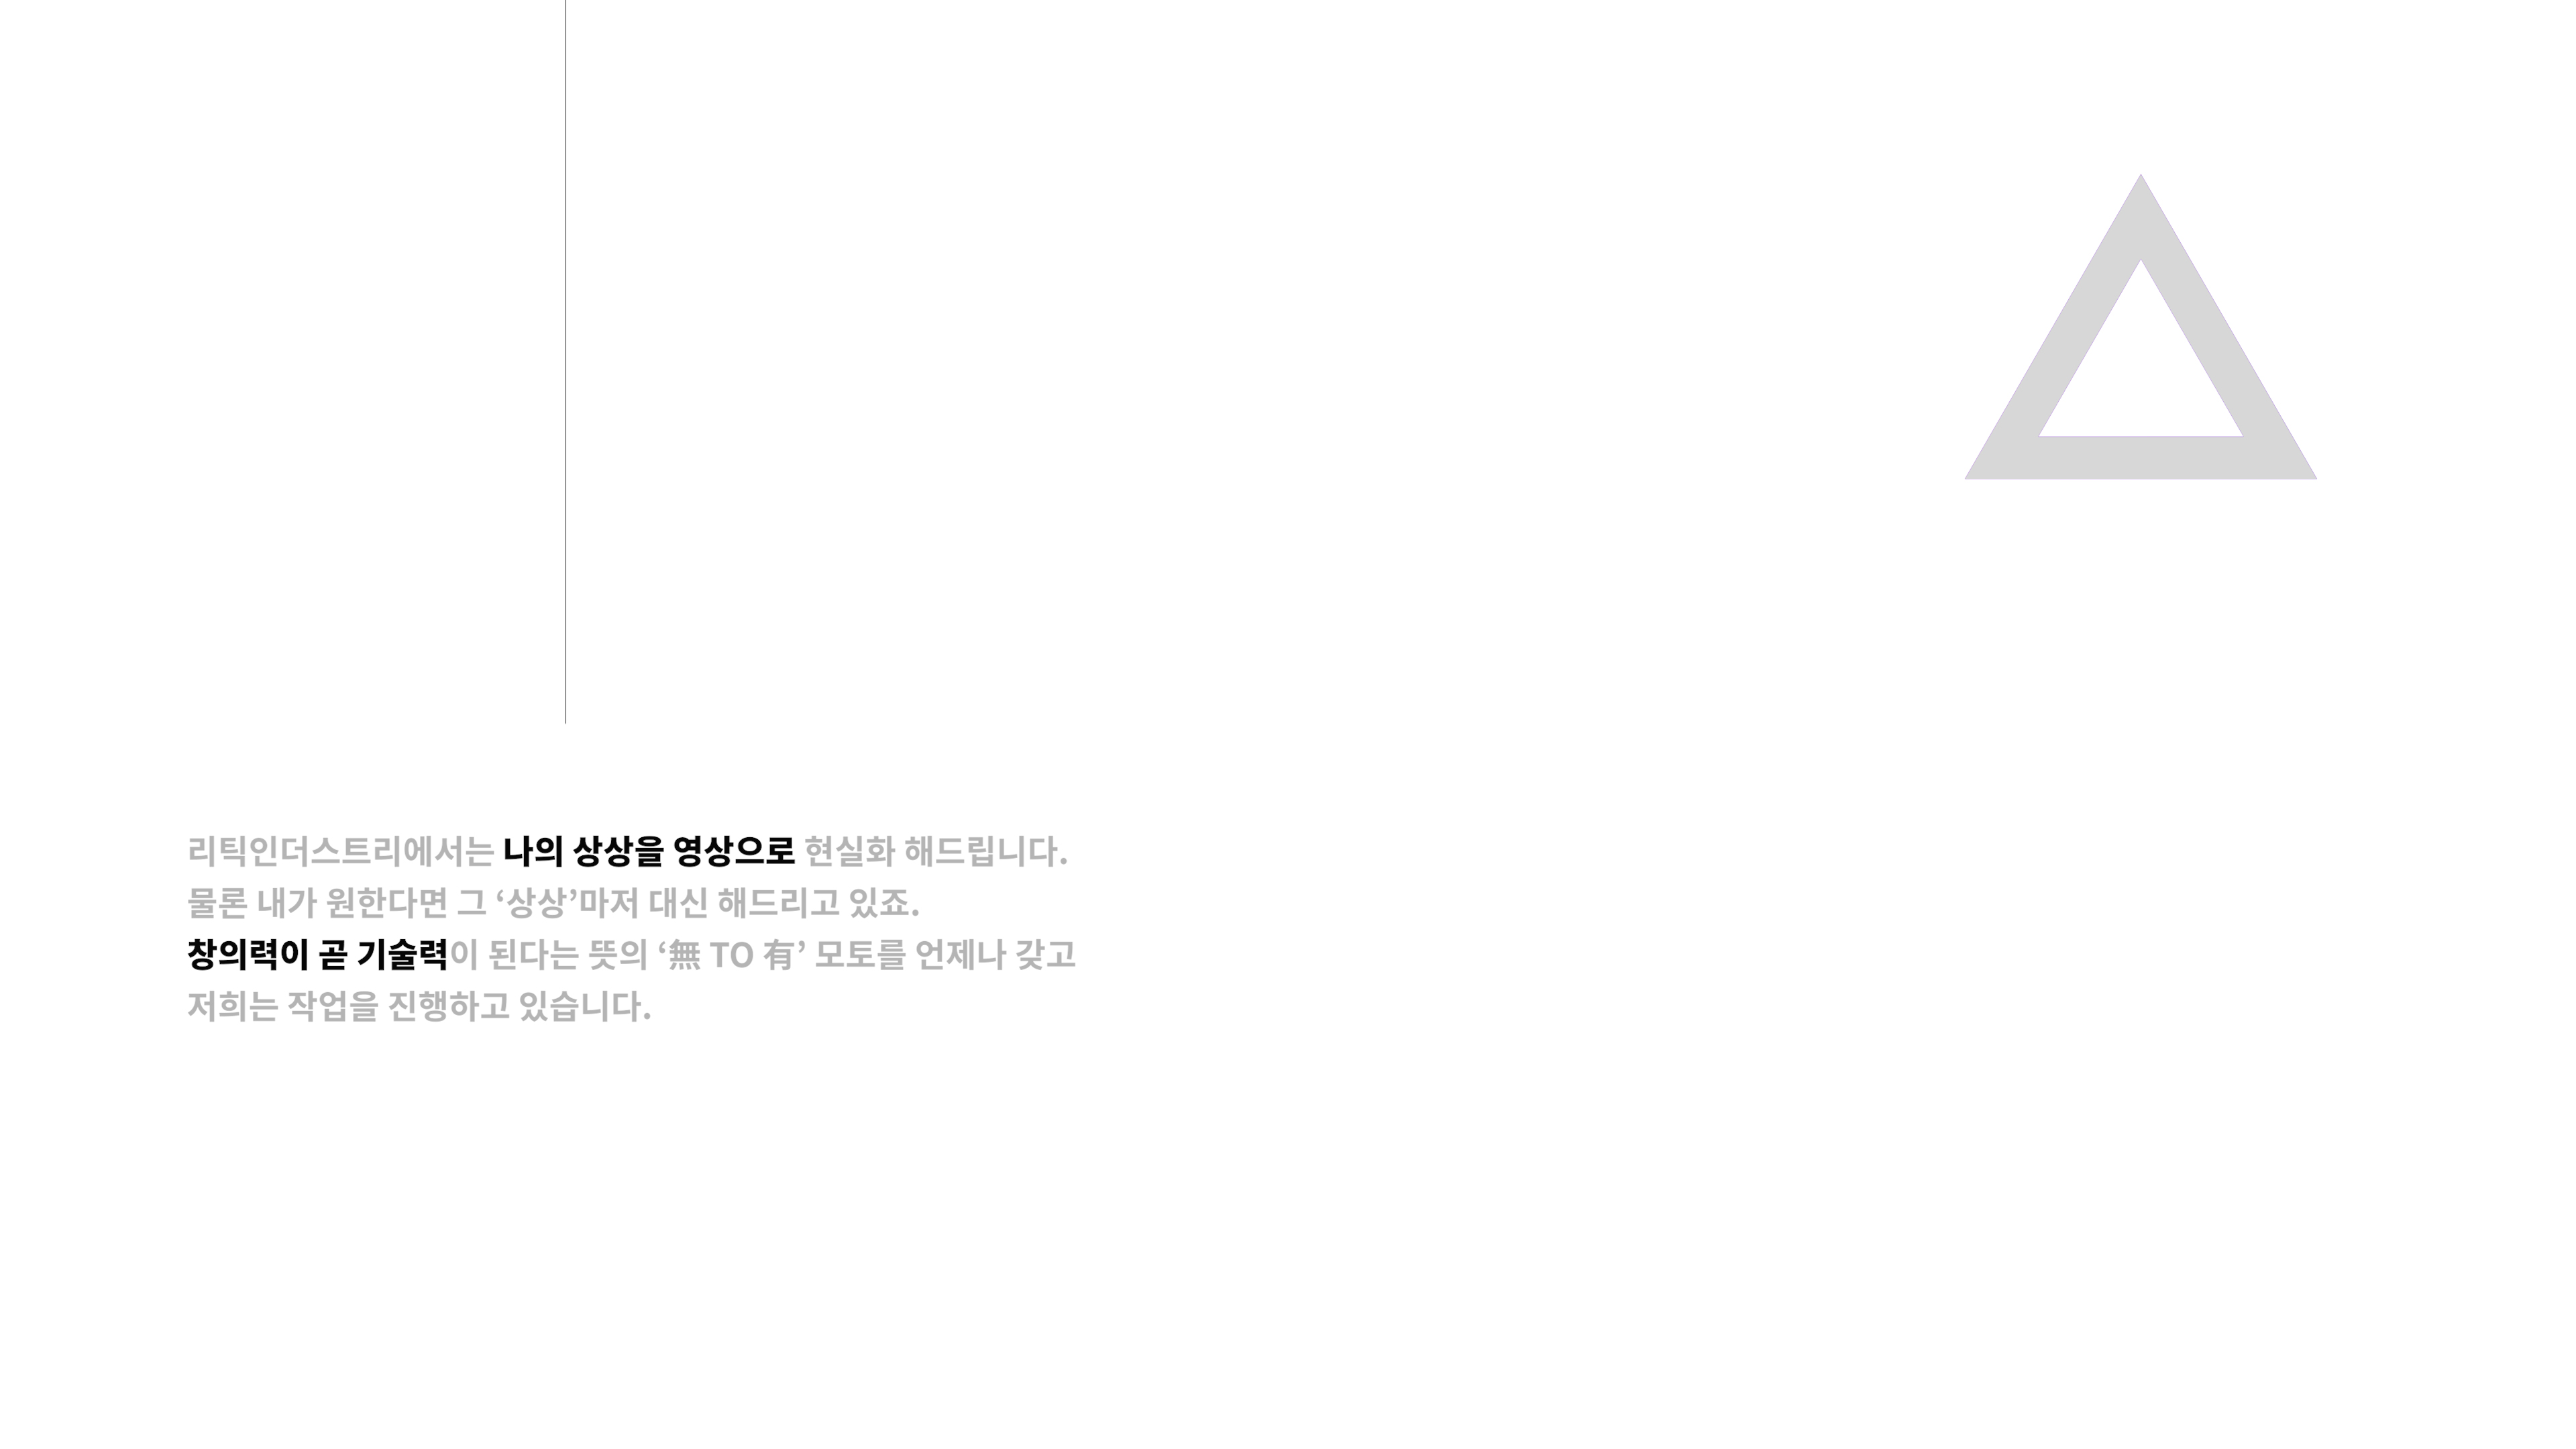 리틱인더스트리에서는 나의 상상을 영상으로 현실화 해드립니다.
물론 내가 원한다면 그 ‘상상’마저 대신 해드리고 있죠.
창의력이 곧 기술력이 된다는 뜻의 ‘無 TO 有’ 모토를 언제나 갖고
저희는 작업을 진행하고 있습니다.